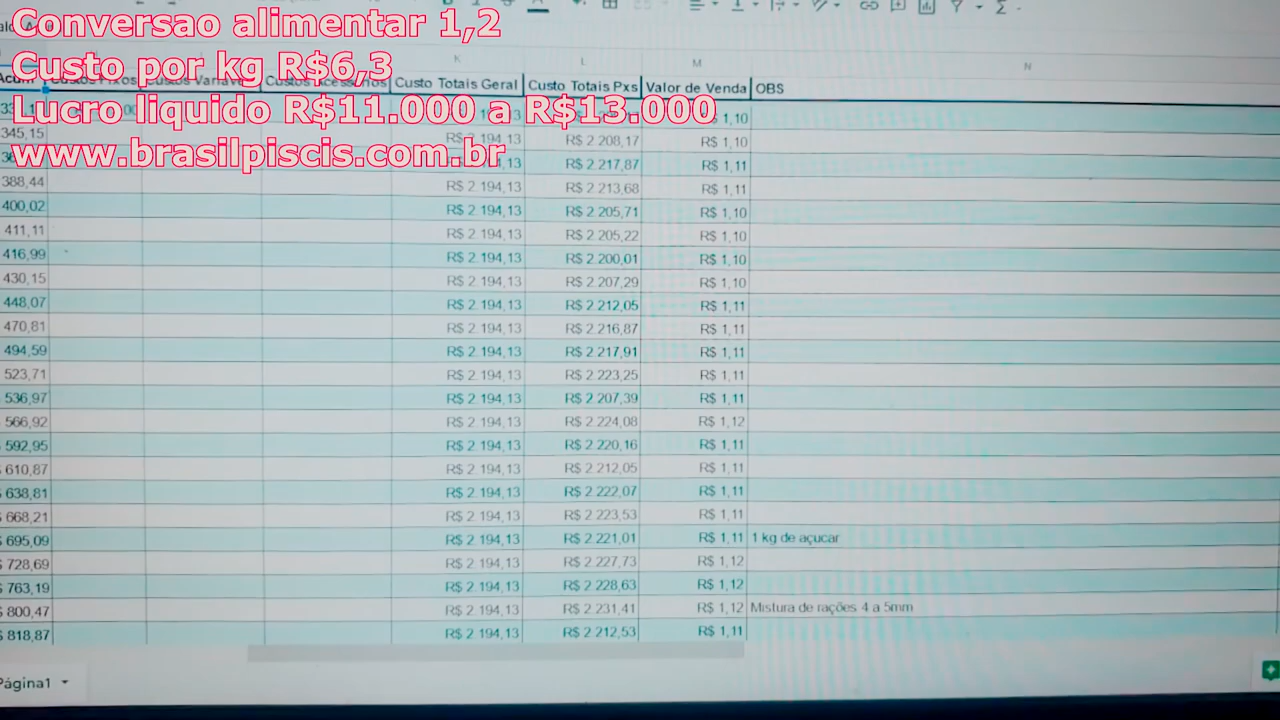 Conversao alimentar 1,2
Custo por kg R$6,3
Lucro liquido R$11.000 a R$13.000
www.brasilpiscis.com.br
K L M N
Custo Totais Geral Custo Totais Pxs Valor de Venda OBS
1,10
345,15 R$ 2.194,13 R$ 2.208,17 R$ 1,10
R$ 2.217,87 R$ 1,11
388,44 R$ 2.194,13 R$ 2.213,68 R$ 1,11
400,02 R$ 2.194,13 R$ 2.205,71 R$ 1,10
411,11 R$ 2.194,13 R$ 2.205,22 R$ 1,10
416,99 R$ 2.194,13 R$ 2.200,01 R$ 1,10
430,15 R$ 2.194,13 R$ 2.207,29 R$ 1,10
448,07 R$ 2.194,13 R$ 2.212,05 R$ 1,11
470,81 R$ 2.194,13 R$ 2.216,87 R$ 1,11
494,59 R$ 2.194,13 R$ 2.217,91 R$ 1,11
523,71 R$ 2.194,13 R$ 2.223,25 R$ 1,11
536,97 R$ 2.194,13 R$ 2.207,39 R$ 1,11
566,92 R$ 2.194,13 R$ 2.224,08 R$ 1,12
592,95 R$ 2.194,13 R$ 2.220,16 R$ 1,11
610,87 R$ 2.194,13 R$ 2.212,05 R$ 1,11
638,81 R$ 2.194,13 R$ 2.222,07 R$ 1,11
668,21 R$ 2.194,13 R$ 2.223,53 R$ 1,11
695,09 R$ 2.194,13 R$ 2.221,01 R$ 1,11 1 kg de açucar
728,69 R$ 2.194,13 R$ 2.227,73 R$ 1,12
763,19 R$ 2.194,13 R$ 2.228,63 R$ 1,12
800,47 R$ 2.194,13 R$ 2.231,41 R$ 1,12 Mistura de rações 4 a 5mm
818,87 R$ 2.194,13 R$ 2.212,53 R$ 1,11
Página1